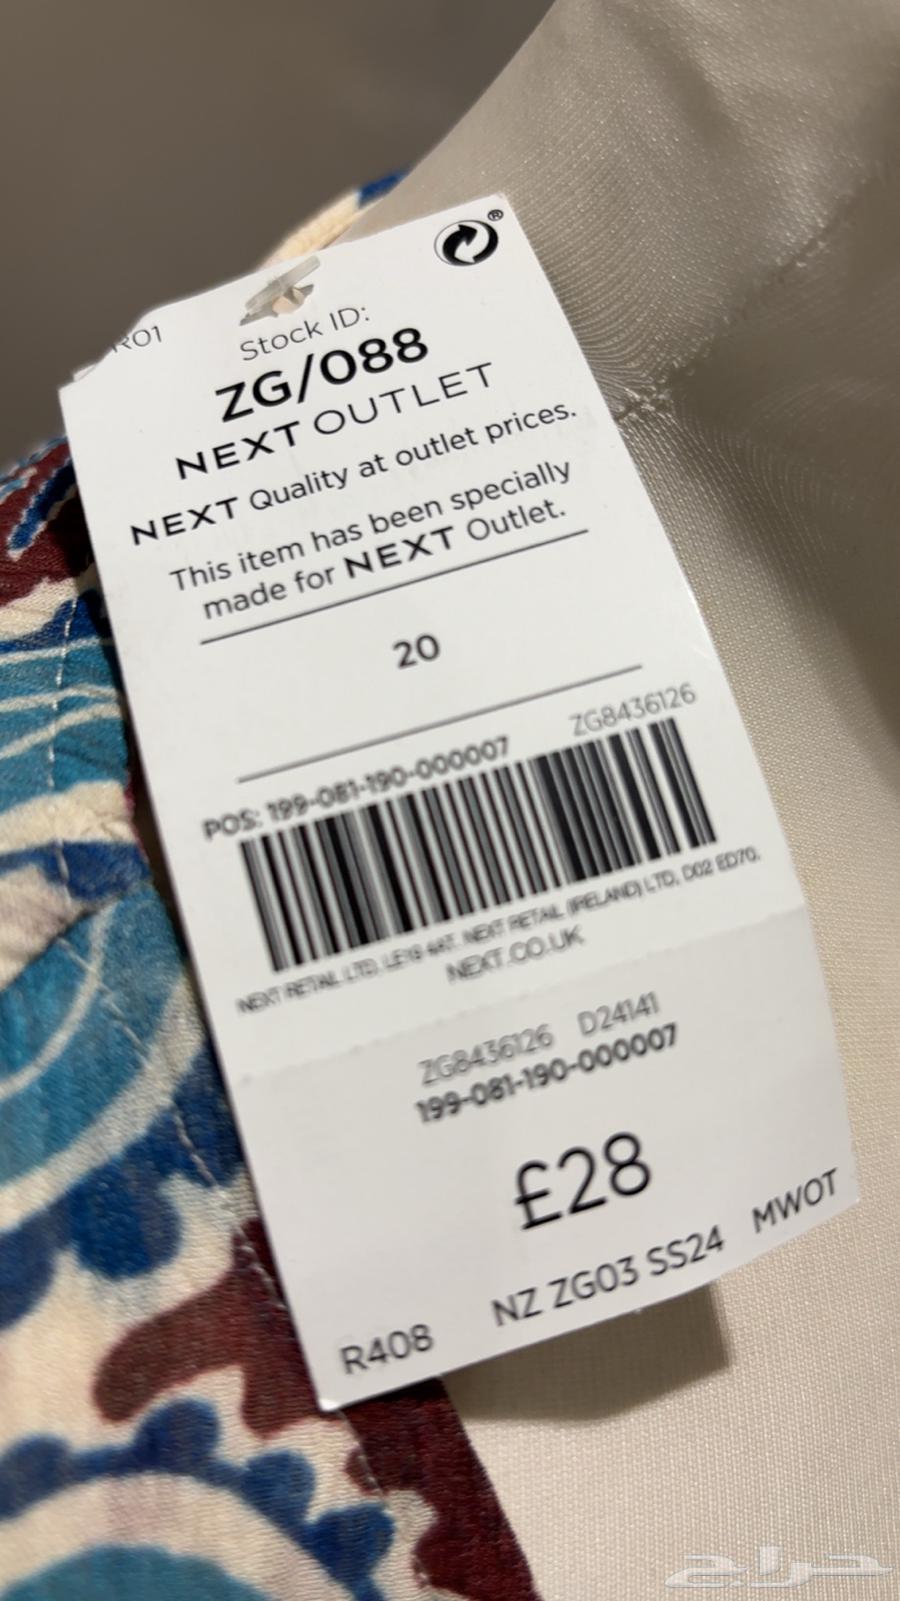 R01
Stock ID:
ZG/088
NEXT OUTLET
NEXT Quality at outlet prices.
This item has been specially
made for NEXT Outlet.
20
ZG8436126
POS: 199-081-190-000007
NEXT RETAIL LTD. LE19 4AT. NEXT RETAIL (IRELAND) LTD, D02 ED70.
NEXT.CO.UK
ZG8436126 D24141
199-081-190-000007
£28
R408 NZ ZG03 SS24 MWOT
حراج